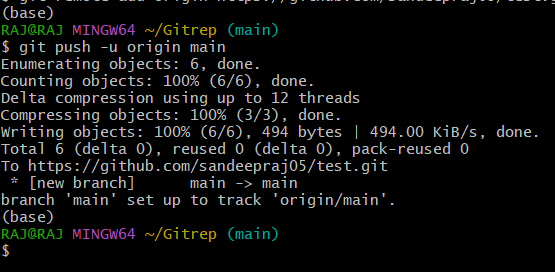 (base)
RAJ@RAJ MINGW64 ~/Gitrep (main)
$ git push -u origin main
Enumerating objects: 6, done.
Counting objects: 100% (6/6), done.
Delta compression using up to 12 threads
Compressing objects: 100% (3/3), done.
Writing objects: 100% (6/6), 494 bytes | 494.00 KiB/s, done.
Total 6 (delta 0), reused 0 (delta 0), pack-reused 0
To https://github.com/sandeepraj05/test.git
 * [new branch]      main -> main
branch 'main' set up to track 'origin/main'.
(base)
RAJ@RAJ MINGW64 ~/Gitrep (main)
$